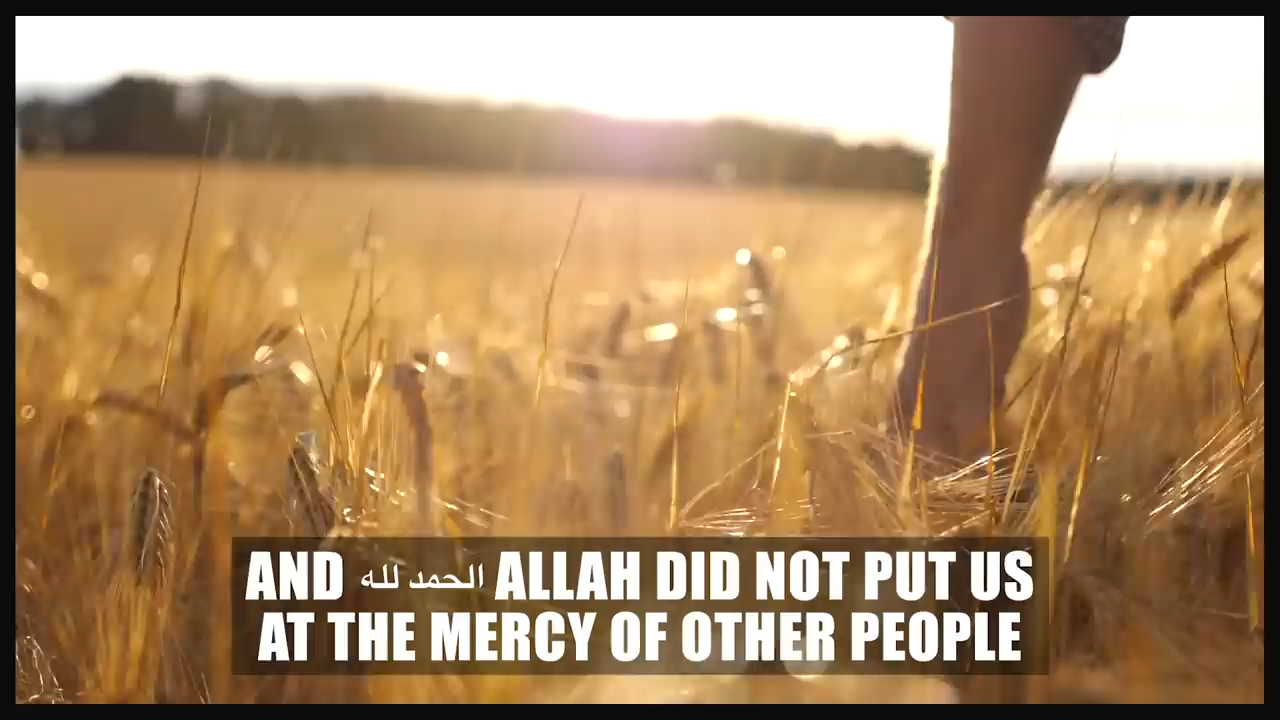 AND الحمد لله ALLAH DID NOT PUT US
AT THE MERCY OF OTHER PEOPLE